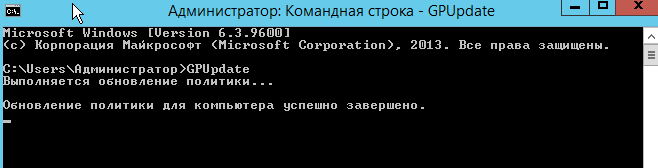 Администратор: Командная строка - GPUpdate
Microsoft Windows [Version 6.3.9600]
(c) Корпорация Майкрософт (Microsoft Corporation), 2013. Все права защищены.
C:\Users\Администратор>GPUpdate
Выполняется обновление политики...
Обновление политики для компьютера успешно завершено.